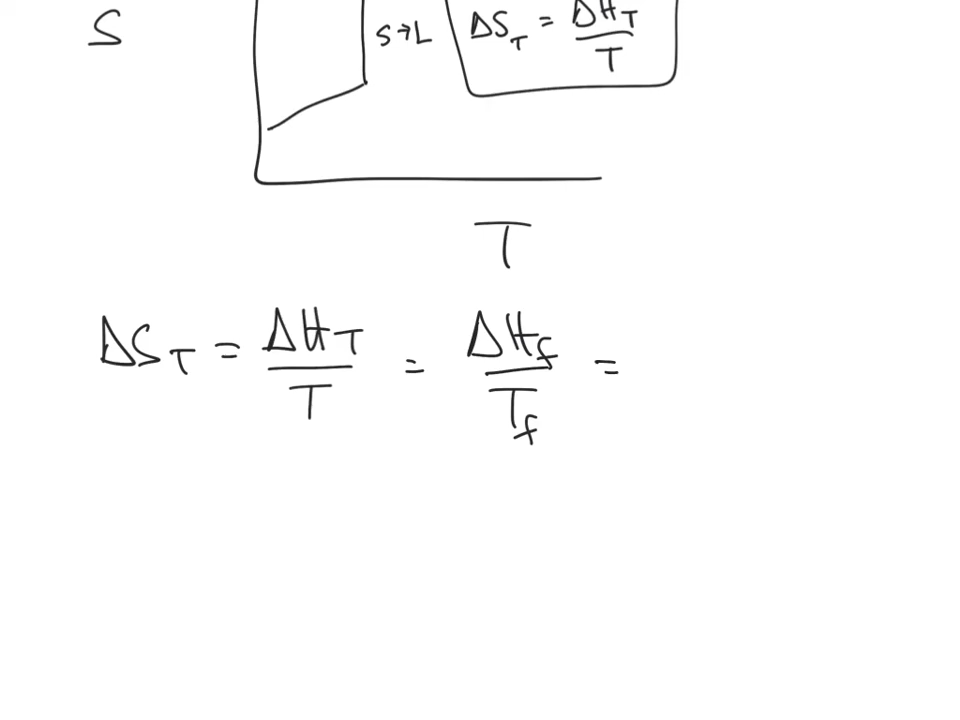 S
S→L
ΔS_T = ΔH_T / T
T
ΔS_T = ΔH_T / T = ΔH_f / T_f =